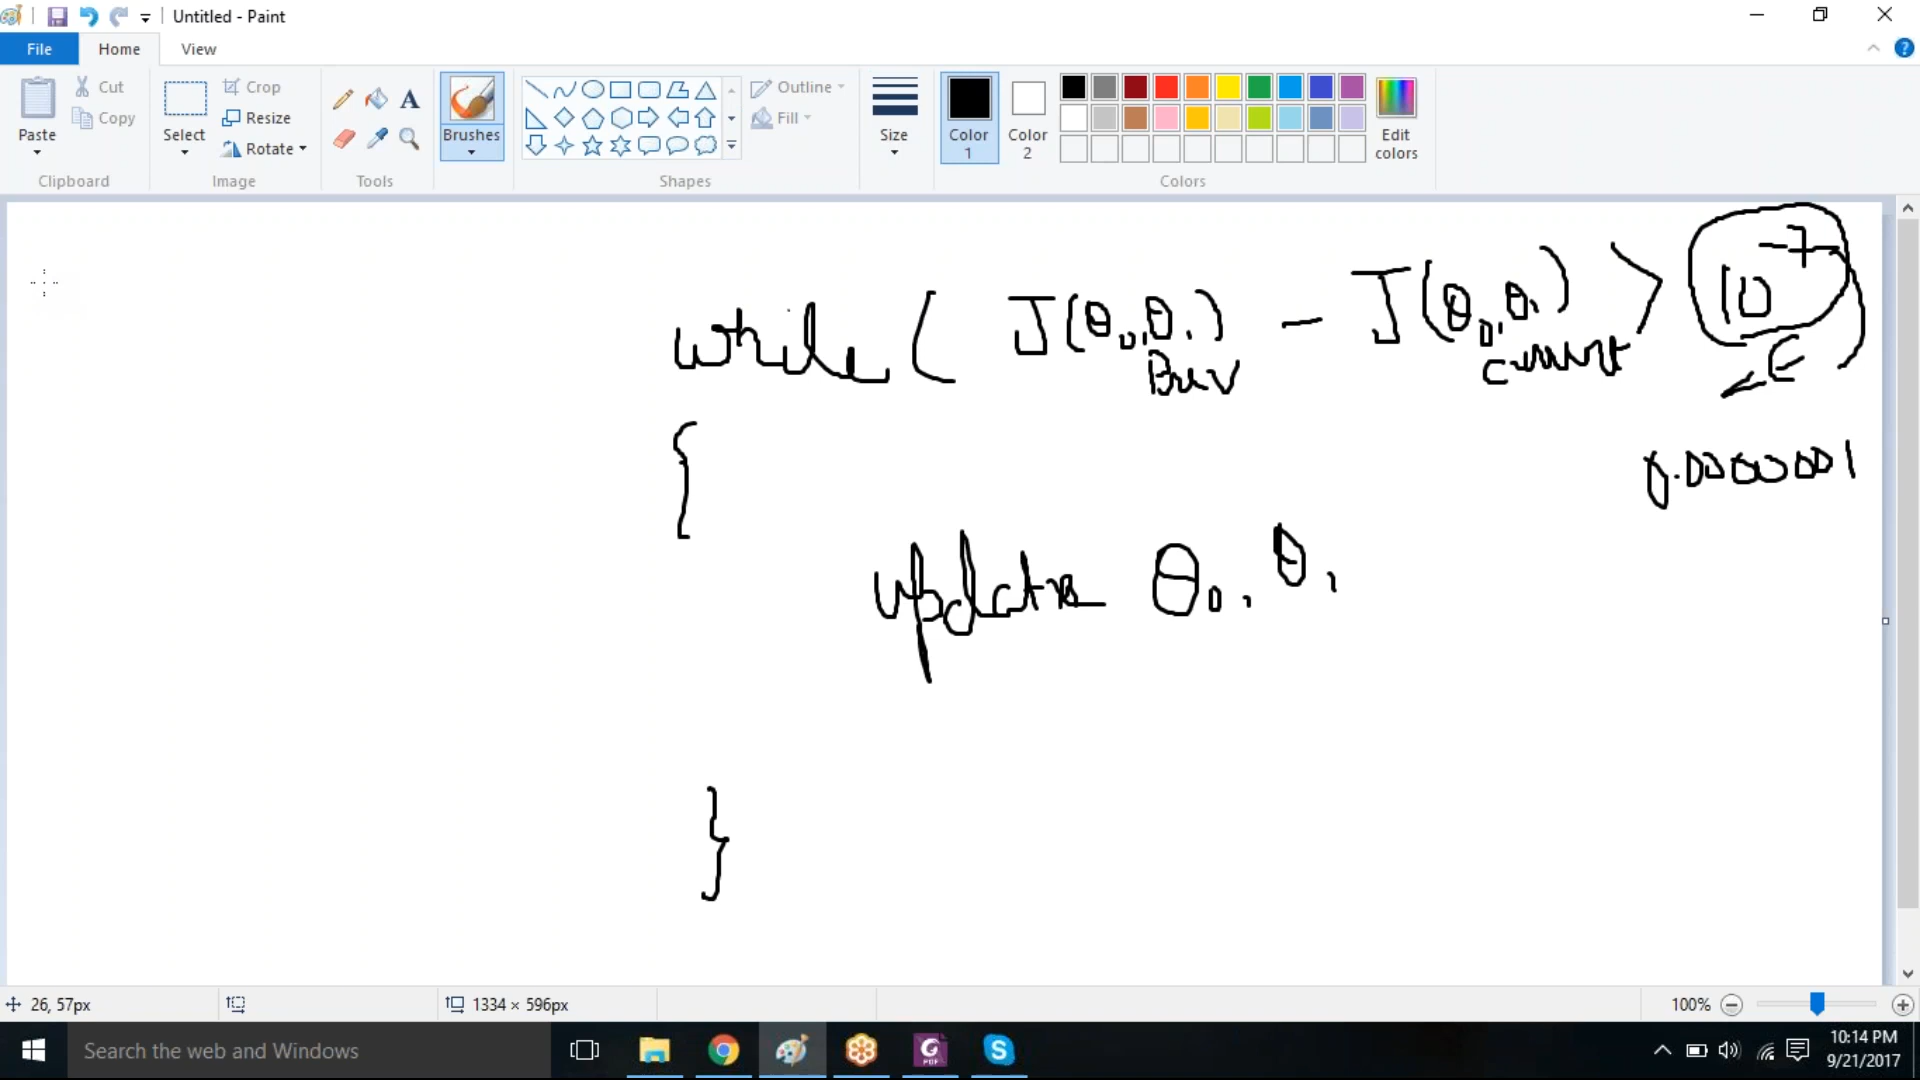 Untitled - Paint
File Home View
Paste Cut Copy Clipboard
Select Crop Resize Rotate Image
Tools
Brushes
Shapes
Outline Fill
Size
Color 1 Color 2 Edit colors Colors
while ( J(θ₀,θ₁) Prev - J(θ₀,θ₁) current > 10⁻⁷ )
ϵ
{
0.0000001
update θ₀, θ₁
}
26, 57px
1334 × 596px
100%
Search the web and Windows
10:14 PM
9/21/2017